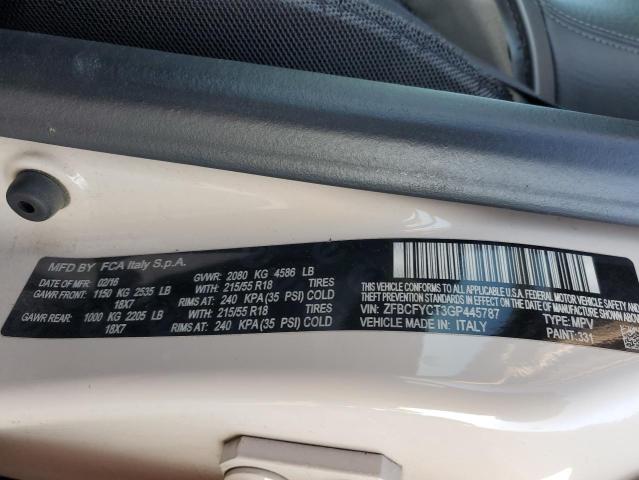 MFD BY FCA Italy S.p.A.
DATE OF MFR: 02/16 GVWR: 2080 KG 4586 LB
GAWR FRONT: 1150 KG 2535 LB WITH: 215/55 R18 TIRES
18X7 RIMS AT: 240 KPA (35 PSI) COLD
GAWR REAR: 1000 KG 2205 LB WITH: 215/55 R18 TIRES
18X7 RIMS AT: 240 KPA (35 PSI) COLD
THIS VEHICLE CONFORMS TO ALL APPLICABLE U.S.A. FEDERAL MOTOR
VEHICLE SAFETY
STANDARDS IN EFFECT ON THE DATE OF MANUFACTURE SHOWN ABOVE
VIN: ZFBCFYCT3GP445787 TYPE: MPV
VEHICLE MADE IN: ITALY PAINT: 331